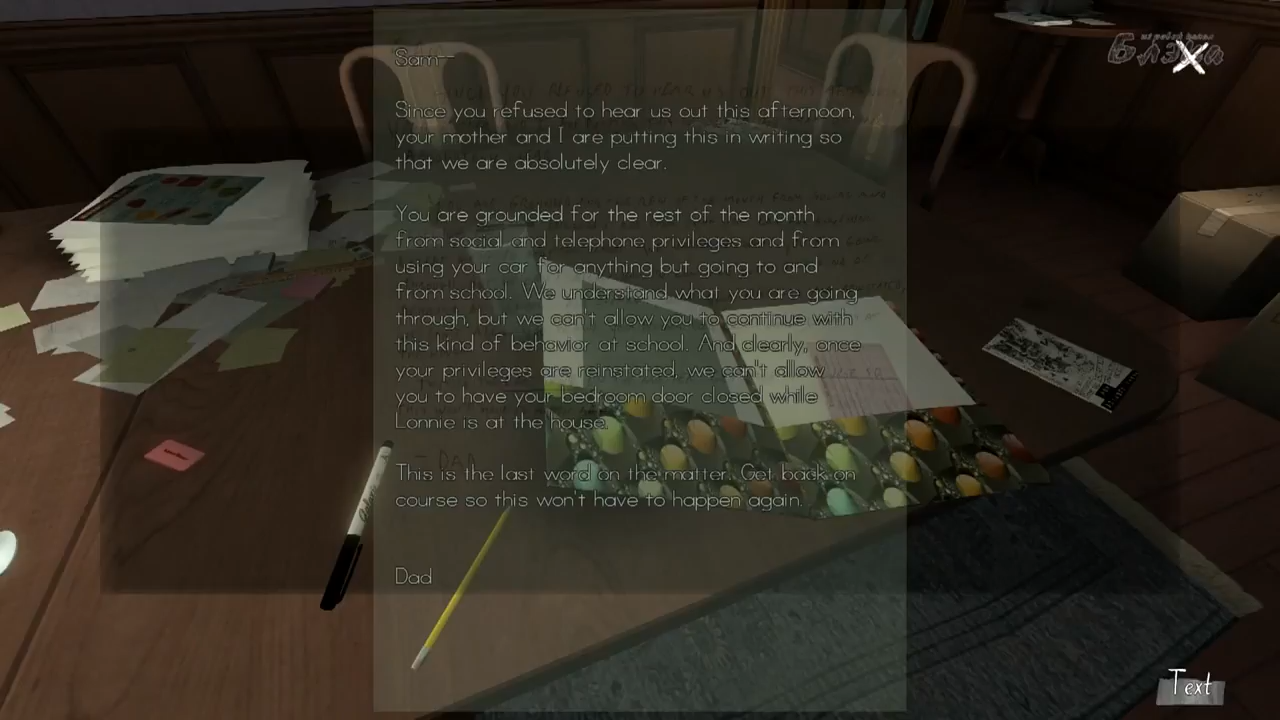 Sam—
Since you refused to hear us out this afternoon,
your mother and I are putting this in writing so
that we are absolutely clear.
You are grounded for the rest of the month
from social and telephone privileges and from
using your car for anything but going to and
from school. We understand what you are going
through, but we can't allow you to continue with
this kind of behavior at school. And clearly, once
your privileges are reinstated, we can't allow
you to have your bedroom door closed while
Lonnie is at the house.
This is the last word on the matter. Get back on
course so this won't have to happen again.
Dad
- DAD
Text